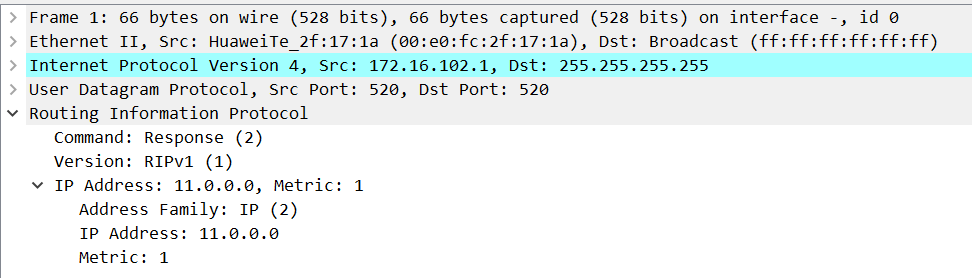 Frame 1: 66 bytes on wire (528 bits), 66 bytes captured (528 bits) on interface -, id 0
Ethernet II, Src: HuaweiTe_2f:17:1a (00:e0:fc:2f:17:1a), Dst: Broadcast (ff:ff:ff:ff:ff:ff)
Internet Protocol Version 4, Src: 172.16.102.1, Dst: 255.255.255.255
User Datagram Protocol, Src Port: 520, Dst Port: 520
Routing Information Protocol
Command: Response (2)
Version: RIPv1 (1)
IP Address: 11.0.0.0, Metric: 1
Address Family: IP (2)
IP Address: 11.0.0.0
Metric: 1